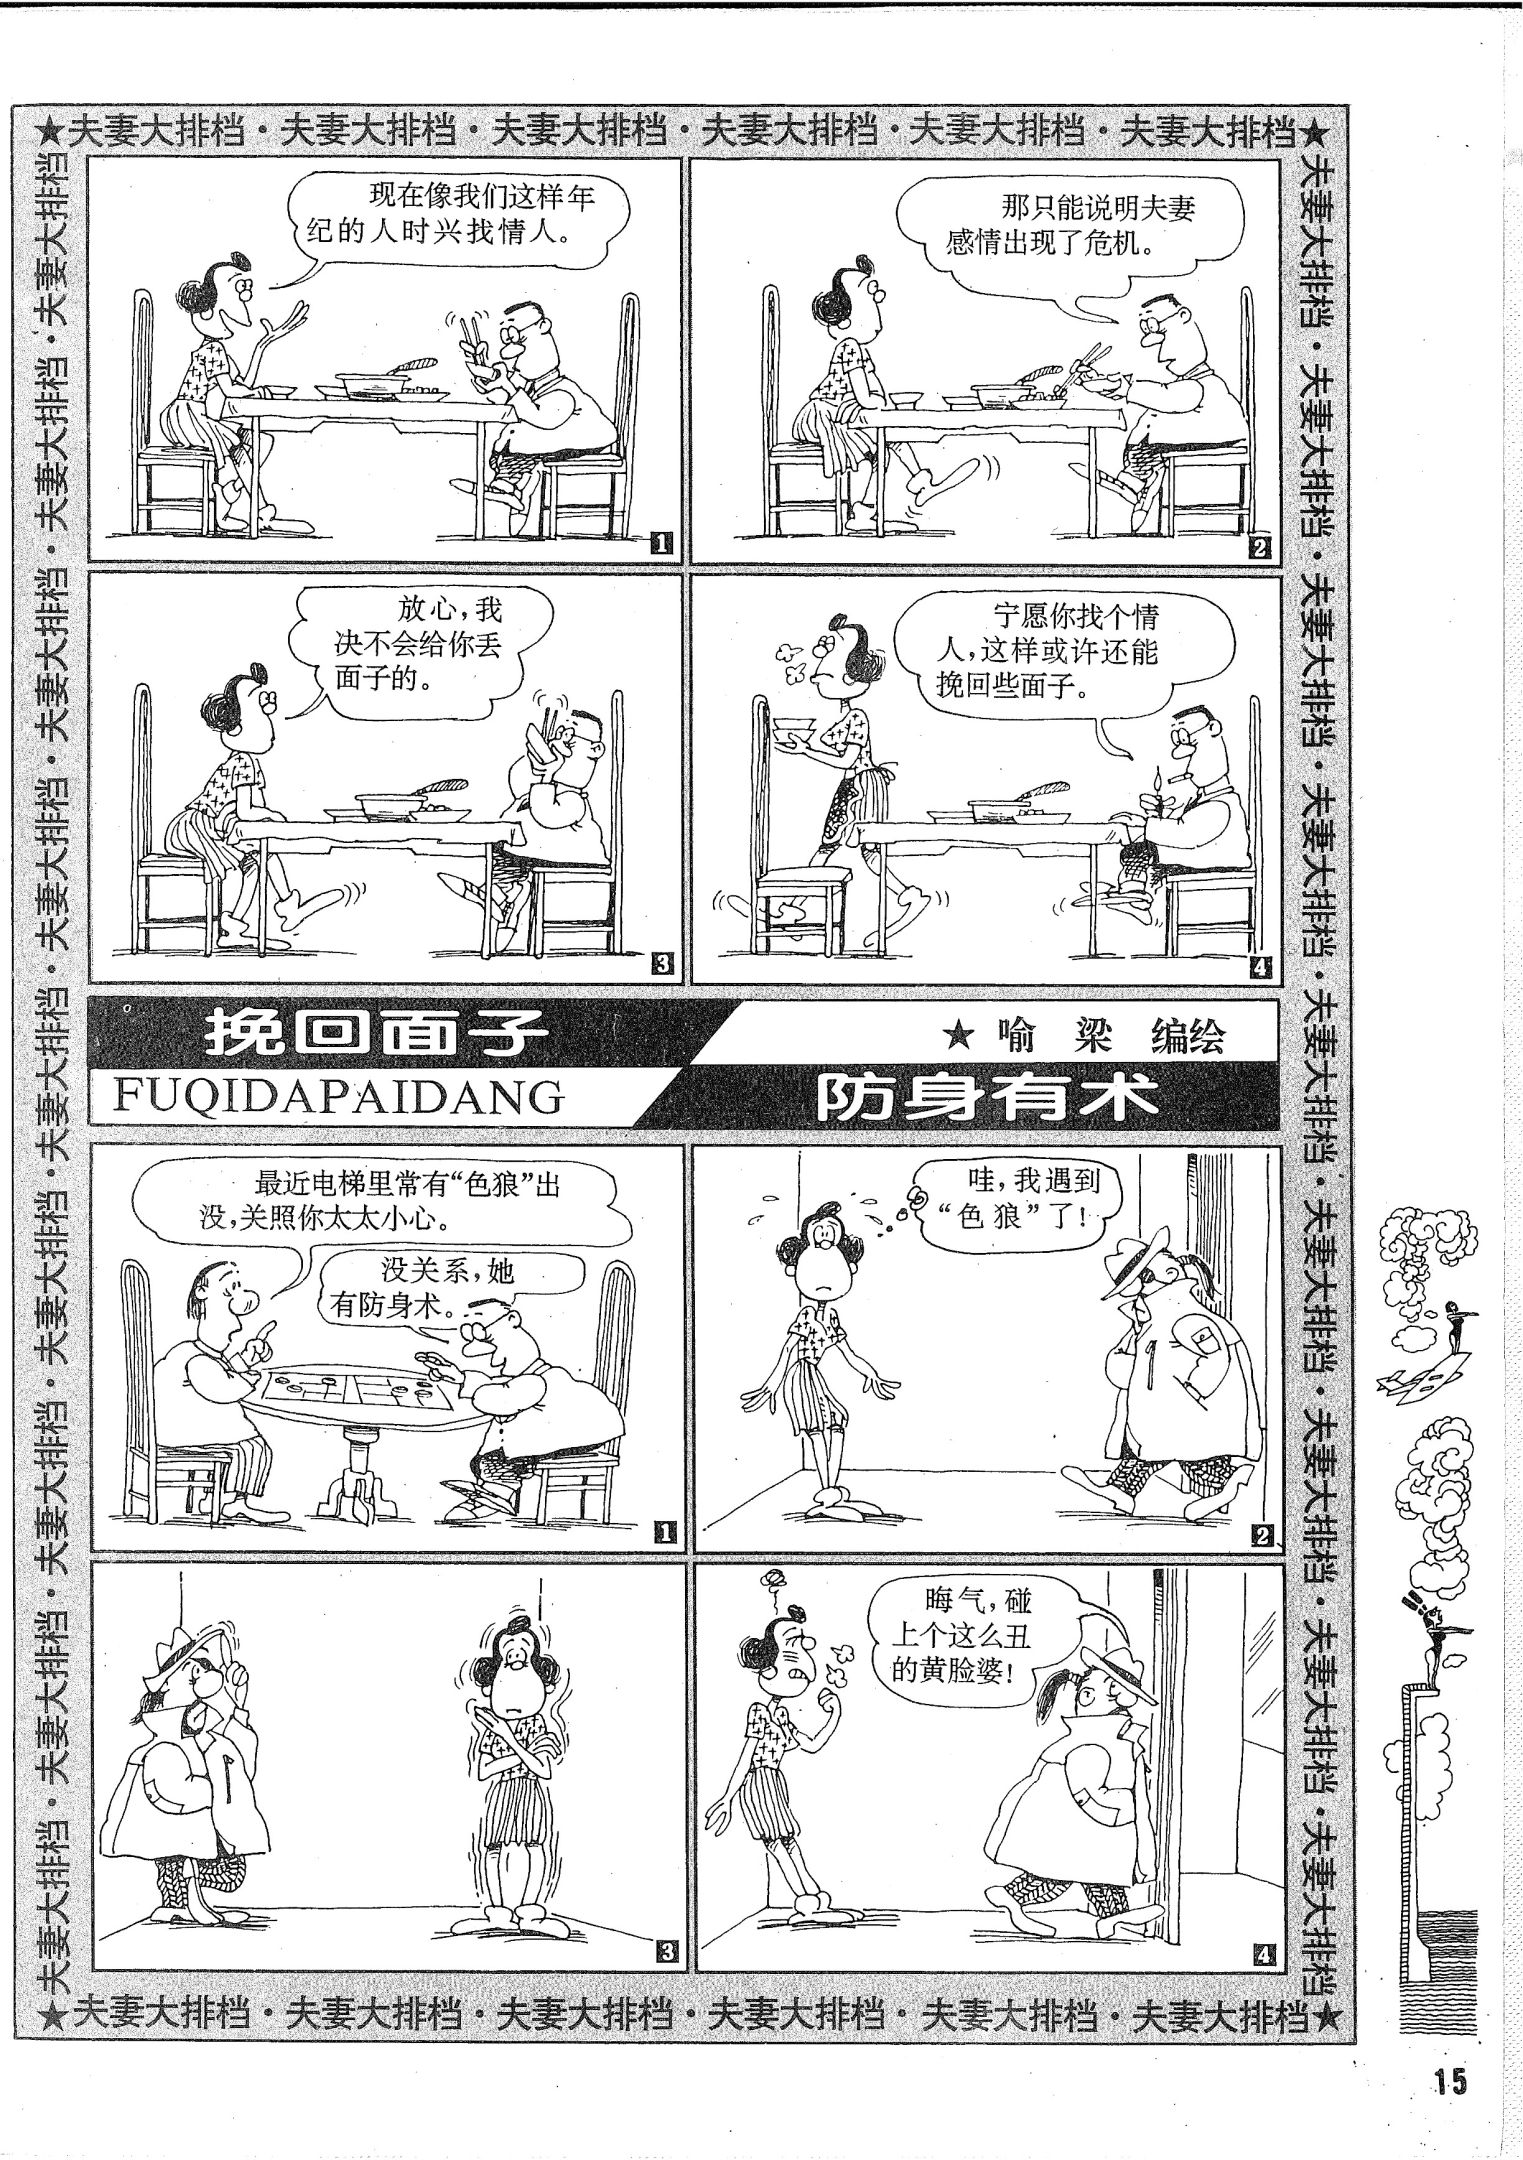 ★夫妻大排档·夫妻大排档·夫妻大排档·夫妻大排档·夫妻大排档·夫妻大排档★
夫妻大排档·夫妻大排档·夫妻大排档·夫妻大排档·夫妻大排档·夫妻大排档·夫妻大排档·夫妻大排档·夫妻大排档
夫妻大排档·夫妻大排档·夫妻大排档·夫妻大排档·夫妻大排档·夫妻大排档·夫妻大排档·夫妻大排档·夫妻大排档
现在像我们这样年
纪的人时兴找情人。
1
那只能说明夫妻
感情出现了危机。
2
放心,我
决不会给你丢
面子的。
3
宁愿你找个情
人,这样或许还能
挽回些面子。
4
挽回面子
★ 喻 梁 编绘
FUQIDAPAIDANG
防身有术
最近电梯里常有“色狼”出
没,关照你太太小心。
没关系,她
有防身术。
1
哇,我遇到
“色狼”了!
2
3
晦气,碰
上个这么丑
的黄脸婆!
4
★夫妻大排档·夫妻大排档·夫妻大排档·夫妻大排档·夫妻大排档·夫妻大排档★
!!
15